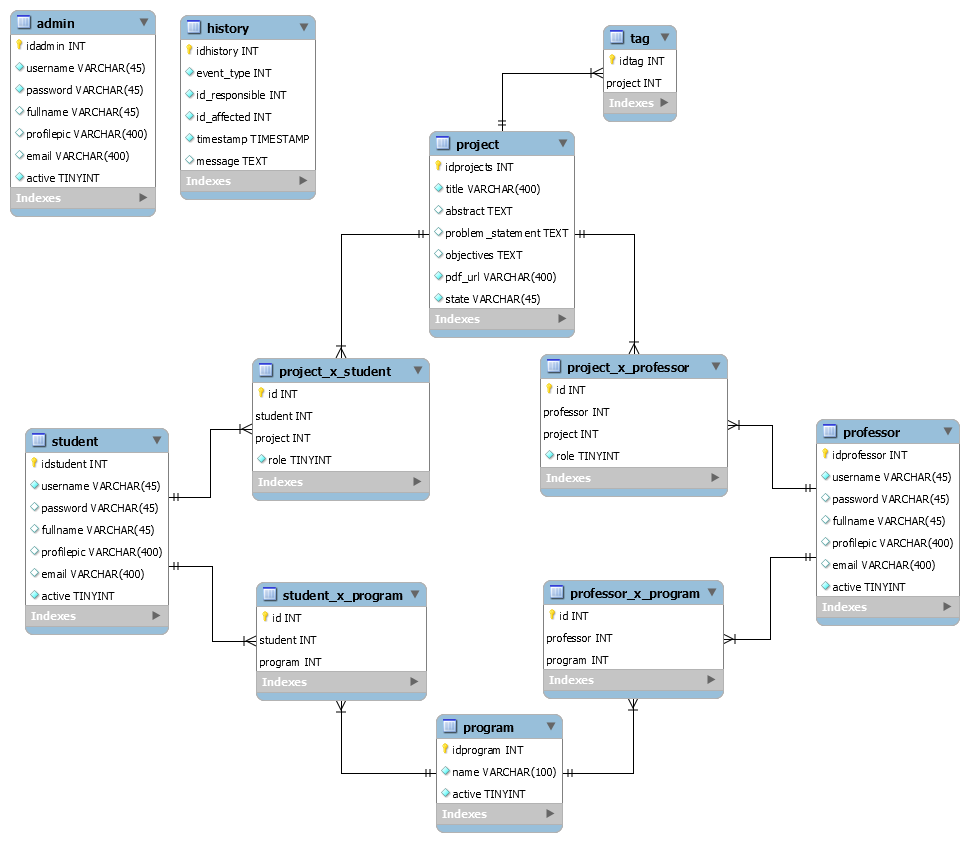 admin
idadmin INT
username VARCHAR(45)
password VARCHAR(45)
fullname VARCHAR(45)
profilepic VARCHAR(400)
email VARCHAR(400)
active TINYINT
Indexes
history
idhistory INT
event_type INT
id_responsible INT
id_affected INT
timestamp TIMESTAMP
message TEXT
Indexes
tag
idtag INT
project INT
Indexes
project
idprojects INT
title VARCHAR(400)
abstract TEXT
problem_statement TEXT
objectives TEXT
pdf_url VARCHAR(400)
state VARCHAR(45)
Indexes
project_x_student
id INT
student INT
project INT
role TINYINT
Indexes
project_x_professor
id INT
professor INT
project INT
role TINYINT
Indexes
student
idstudent INT
username VARCHAR(45)
password VARCHAR(45)
fullname VARCHAR(45)
profilepic VARCHAR(400)
email VARCHAR(400)
active TINYINT
Indexes
professor
idprofessor INT
username VARCHAR(45)
password VARCHAR(45)
fullname VARCHAR(45)
profilepic VARCHAR(400)
email VARCHAR(400)
active TINYINT
Indexes
student_x_program
id INT
student INT
program INT
Indexes
professor_x_program
id INT
professor INT
program INT
Indexes
program
idprogram INT
name VARCHAR(100)
active TINYINT
Indexes